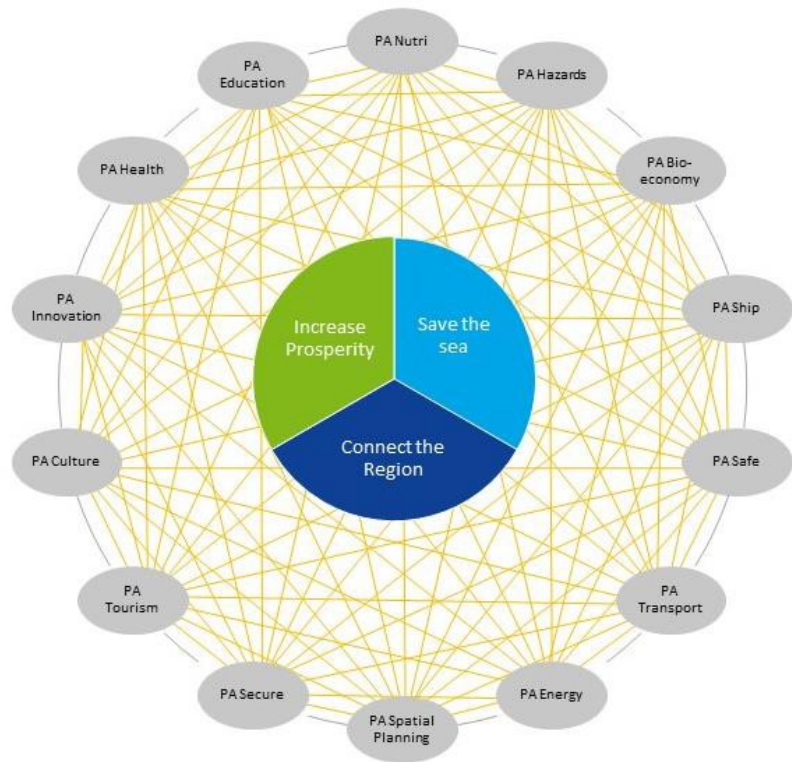 PA Nutri
PA
Education
PA Hazards
PA Health
PA Bio-
economy
PA
Innovation
PA Ship
Increase
Prosperity
Save the
sea
Connect the
Region
PA Culture
PA Safe
PA
Tourism
PA
Transport
PA Secure
PA Energy
PA Spatial
Planning